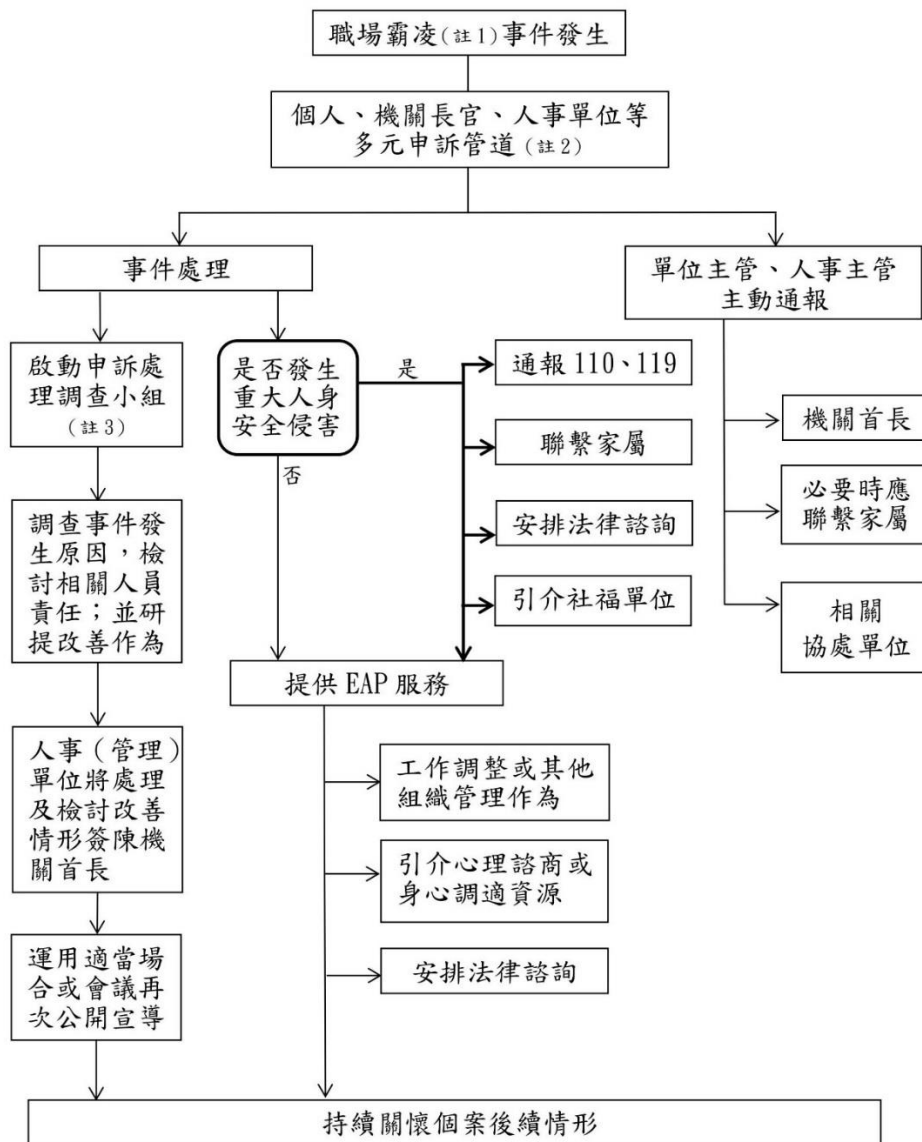 職場霸凌(註1)事件發生
個人、機關長官、人事單位等
多元申訴管道(註2)
事件處理
單位主管、人事主管
主動通報
啟動申訴處
理調查小組
(註3)
是否發生
重大人身
安全侵害
是
否
通報 110、119
聯繫家屬
安排法律諮詢
引介社福單位
機關首長
必要時應
聯繫家屬
相關
協處單位
調查事件發
生原因，檢
討相關人員
責任；並研
提改善作為
提供 EAP 服務
人事（管理）
單位將處理
及檢討改善
情形簽陳機
關首長
工作調整或其他
組織管理作為
引介心理諮商或
身心調適資源
安排法律諮詢
運用適當場
合或會議再
次公開宣導
持續關懷個案後續情形